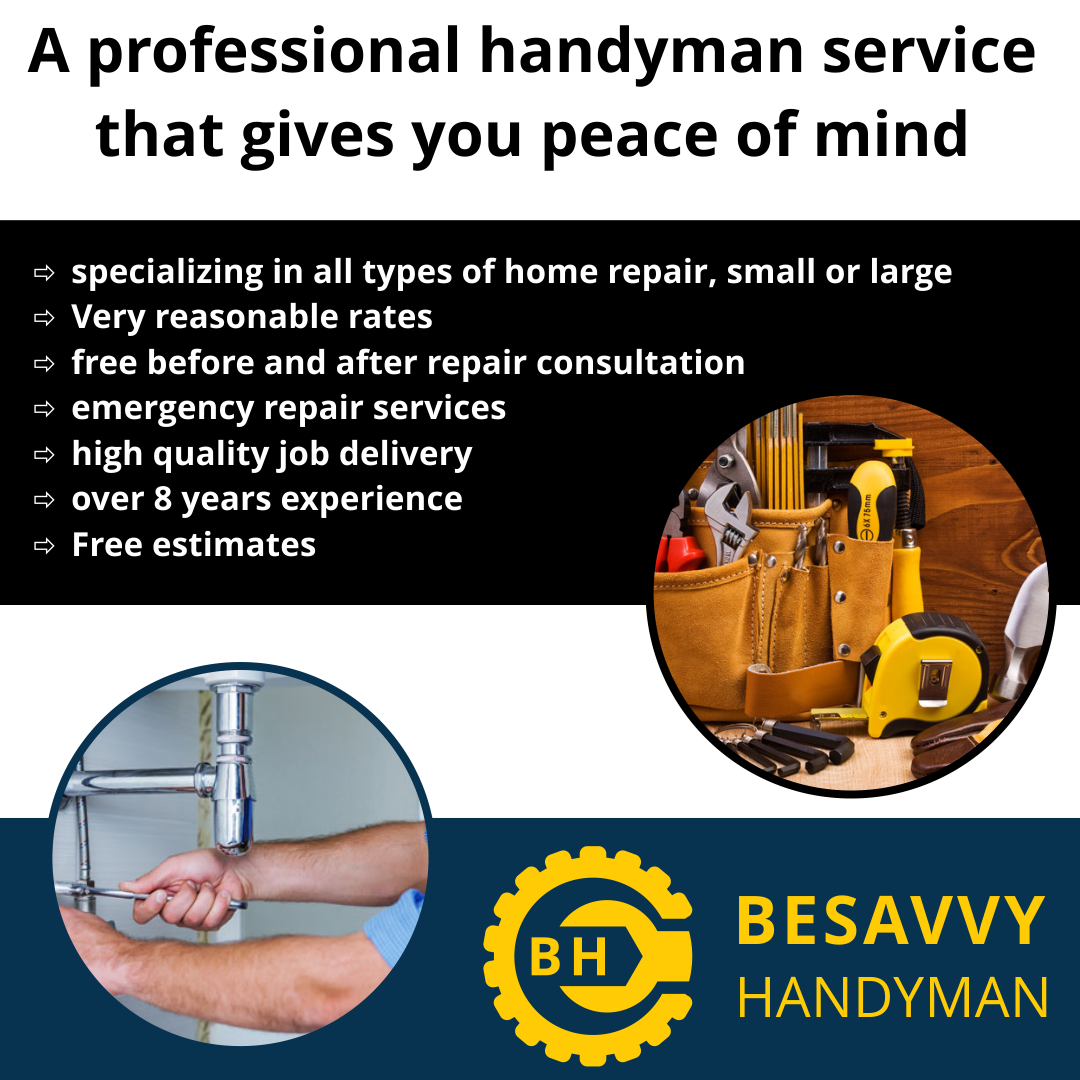 A professional handyman service
that gives you peace of mind
⇨ specializing in all types of home repair, small or large
⇨ Very reasonable rates
⇨ free before and after repair consultation
⇨ emergency repair services
⇨ high quality job delivery
⇨ over 8 years experience
⇨ Free estimates
6X75mm
BH
BESAVVY
HANDYMAN